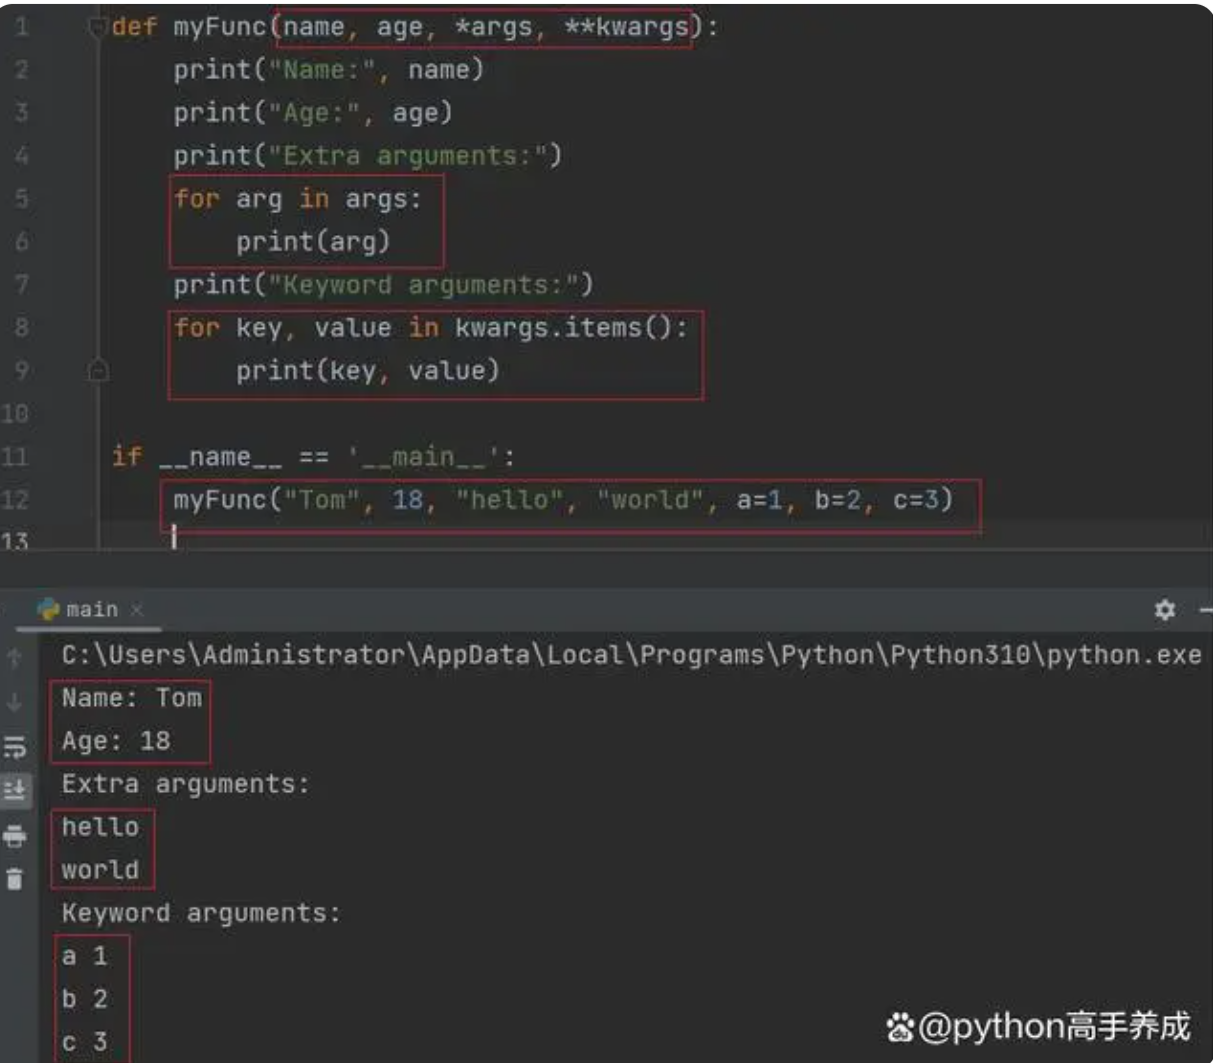 1 def myFunc(name, age, *args, **kwargs):
2 print("Name:", name)
3 print("Age:", age)
4 print("Extra arguments:")
5 for arg in args:
6 print(arg)
7 print("Keyword arguments:")
8 for key, value in kwargs.items():
9 print(key, value)
10
11 if __name__ == '__main__':
12 myFunc("Tom", 18, "hello", "world", a=1, b=2, c=3)
13
main
C:\Users\Administrator\AppData\Local\Programs\Python\Python310\python.exe
Name: Tom
Age: 18
Extra arguments:
hello
world
Keyword arguments:
a 1
b 2
c 3
du @python高手养成